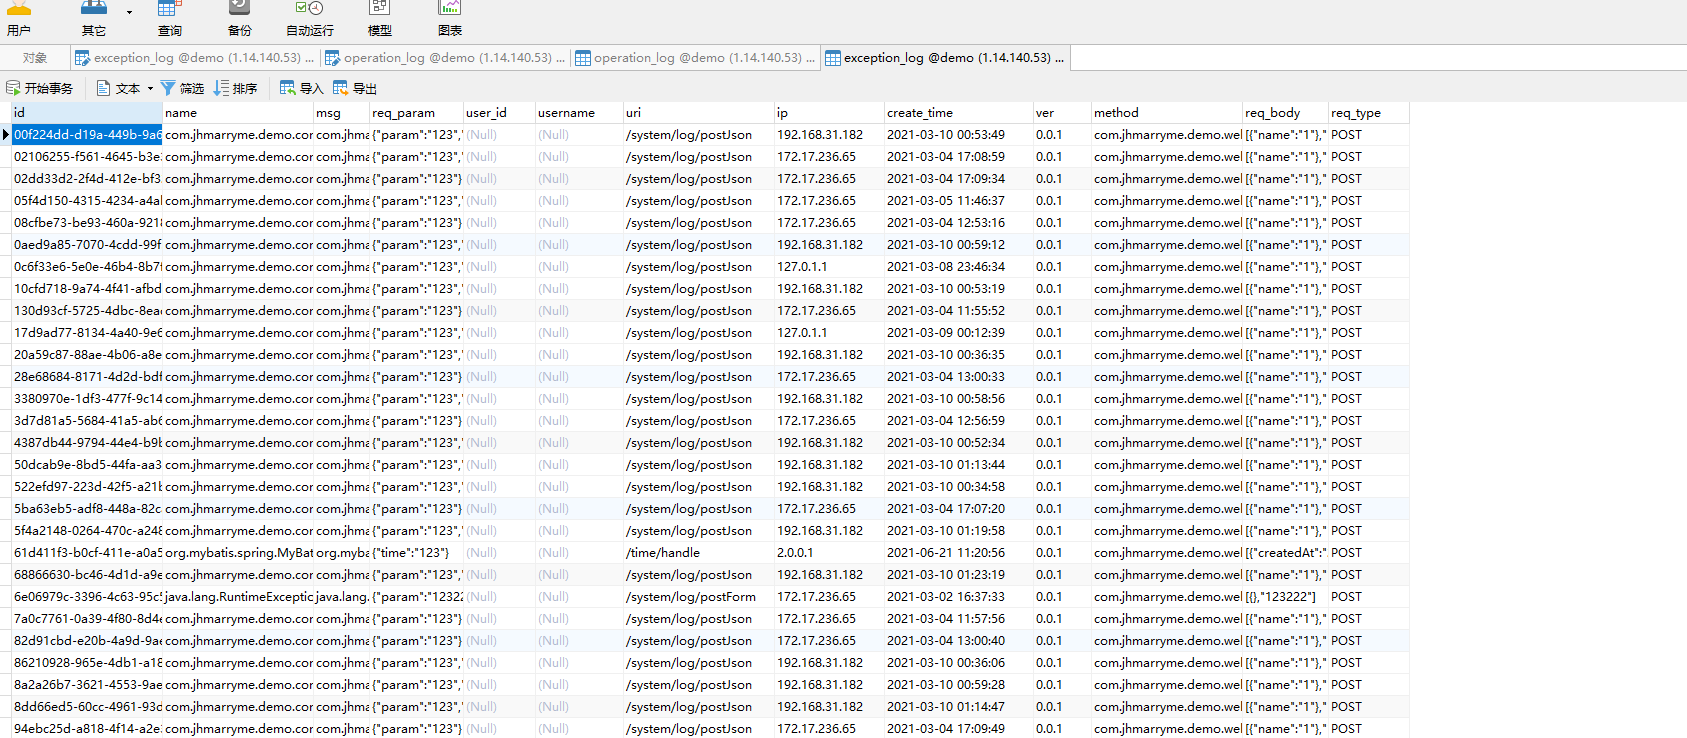 用户 其它 查询 备份 自动运行 模型 图表
对象 exception_log @demo (1.14.140.53) ... operation_log @demo (1.14.140.53) ... operation_log @demo (1.14.140.53) ... exception_log @demo (1.14.140.53) ...
开始事务 文本 筛选 排序 导入 导出
id name msg req_param user_id username uri ip create_time ver method req_body req_type
00f224dd-d19a-449b-9a6 com.jhmarryme.demo.cor com.jhma {"param":"123"," (Null) (Null) /system/log/postJson 192.168.31.182 2021-03-10 00:53:49 0.0.1 com.jhmarryme.demo.wel [{"name":"1"}," POST
02106255-f561-4645-b3e com.jhmarryme.demo.cor com.jhma {"param":"123"," (Null) (Null) /system/log/postJson 172.17.236.65 2021-03-04 17:08:59 0.0.1 com.jhmarryme.demo.wel [{"name":"1"}," POST
02dd33d2-2f4d-412e-bf3 com.jhmarryme.demo.cor com.jhma {"param":"123"} (Null) (Null) /system/log/postJson 172.17.236.65 2021-03-04 17:09:34 0.0.1 com.jhmarryme.demo.wel [{"name":"1"}," POST
05f4d150-4315-4234-a4al com.jhmarryme.demo.cor com.jhma {"param":"123"," (Null) (Null) /system/log/postJson 172.17.236.65 2021-03-05 11:46:37 0.0.1 com.jhmarryme.demo.wel [{"name":"1"}," POST
08cfbe73-be93-460a-9218 com.jhmarryme.demo.cor com.jhma {"param":"123"} (Null) (Null) /system/log/postJson 172.17.236.65 2021-03-04 12:53:16 0.0.1 com.jhmarryme.demo.wel [{"name":"1"}," POST
0aed9a85-7070-4cdd-99f com.jhmarryme.demo.cor com.jhma {"param":"123"," (Null) (Null) /system/log/postJson 192.168.31.182 2021-03-10 00:59:12 0.0.1 com.jhmarryme.demo.wel [{"name":"1"}," POST
0c6f33e6-5e0e-46b4-8b7f com.jhmarryme.demo.cor com.jhma {"param":"123"," (Null) (Null) /system/log/postJson 127.0.1.1 2021-03-08 23:46:34 0.0.1 com.jhmarryme.demo.wel [{"name":"1"}," POST
10cfd718-9a74-4f41-afbd com.jhmarryme.demo.cor com.jhma {"param":"123"," (Null) (Null) /system/log/postJson 192.168.31.182 2021-03-10 00:53:19 0.0.1 com.jhmarryme.demo.wel [{"name":"1"}," POST
130d93cf-5725-4dbc-8eac com.jhmarryme.demo.cor com.jhma {"param":"123"} (Null) (Null) /system/log/postJson 172.17.236.65 2021-03-04 11:55:52 0.0.1 com.jhmarryme.demo.wel [{"name":"1"}," POST
17d9ad77-8134-4a40-9e6 com.jhmarryme.demo.cor com.jhma {"param":"123"," (Null) (Null) /system/log/postJson 127.0.1.1 2021-03-09 00:12:39 0.0.1 com.jhmarryme.demo.wel [{"name":"1"}," POST
20a59c87-88ae-4b06-a8e com.jhmarryme.demo.cor com.jhma {"param":"123"," (Null) (Null) /system/log/postJson 192.168.31.182 2021-03-10 00:36:35 0.0.1 com.jhmarryme.demo.wel [{"name":"1"}," POST
28e68684-8171-4d2d-bdf com.jhmarryme.demo.cor com.jhma {"param":"123"} (Null) (Null) /system/log/postJson 172.17.236.65 2021-03-04 13:00:33 0.0.1 com.jhmarryme.demo.wel [{"name":"1"}," POST
3380970e-1df3-477f-9c14 com.jhmarryme.demo.cor com.jhma {"param":"123"," (Null) (Null) /system/log/postJson 192.168.31.182 2021-03-10 00:58:56 0.0.1 com.jhmarryme.demo.wel [{"name":"1"}," POST
3d7d81a5-5684-41a5-ab6 com.jhmarryme.demo.cor com.jhma {"param":"123"} (Null) (Null) /system/log/postJson 172.17.236.65 2021-03-04 12:56:59 0.0.1 com.jhmarryme.demo.wel [{"name":"1"}," POST
4387db44-9794-44e4-b9b com.jhmarryme.demo.cor com.jhma {"param":"123"," (Null) (Null) /system/log/postJson 192.168.31.182 2021-03-10 00:52:34 0.0.1 com.jhmarryme.demo.wel [{"name":"1"}," POST
50dcab9e-8bd5-44fa-aa3 com.jhmarryme.demo.cor com.jhma {"param":"123"," (Null) (Null) /system/log/postJson 192.168.31.182 2021-03-10 01:13:44 0.0.1 com.jhmarryme.demo.wel [{"name":"1"}," POST
522efd97-223d-42f5-a21b com.jhmarryme.demo.cor com.jhma {"param":"123"," (Null) (Null) /system/log/postJson 192.168.31.182 2021-03-10 00:34:58 0.0.1 com.jhmarryme.demo.wel [{"name":"1"}," POST
5ba63eb5-adf8-448a-82c com.jhmarryme.demo.cor com.jhma {"param":"123"} (Null) (Null) /system/log/postJson 172.17.236.65 2021-03-04 17:07:20 0.0.1 com.jhmarryme.demo.wel [{"name":"1"}," POST
5f4a2148-0264-470c-a248 com.jhmarryme.demo.cor com.jhma {"param":"123"," (Null) (Null) /system/log/postJson 192.168.31.182 2021-03-10 01:19:58 0.0.1 com.jhmarryme.demo.wel [{"name":"1"}," POST
61d411f3-b0cf-411e-a0a5 org.mybatis.spring.MyBat org.myba {"time":"123"} (Null) (Null) /time/handle 2.0.0.1 2021-06-21 11:20:56 0.0.1 com.jhmarryme.demo.wel [{"createdAt":" POST
68866630-bc46-4d1d-a9e com.jhmarryme.demo.cor com.jhma {"param":"123"," (Null) (Null) /system/log/postJson 192.168.31.182 2021-03-10 01:23:19 0.0.1 com.jhmarryme.demo.wel [{"name":"1"}," POST
6e06979c-3396-4c63-95c5 java.lang.RuntimeExceptic java.lang. {"param":"12322 (Null) (Null) /system/log/postForm 172.17.236.65 2021-03-02 16:37:33 0.0.1 com.jhmarryme.demo.wel [{},"123222"] POST
7a0c7761-0a39-4f80-8d4e com.jhmarryme.demo.cor com.jhma {"param":"123"} (Null) (Null) /system/log/postJson 172.17.236.65 2021-03-04 11:57:56 0.0.1 com.jhmarryme.demo.wel [{"name":"1"}," POST
82d91cbd-e20b-4a9d-9ae com.jhmarryme.demo.cor com.jhma {"param":"123"} (Null) (Null) /system/log/postJson 172.17.236.65 2021-03-04 13:00:40 0.0.1 com.jhmarryme.demo.wel [{"name":"1"}," POST
86210928-965e-4db1-a18 com.jhmarryme.demo.cor com.jhma {"param":"123"," (Null) (Null) /system/log/postJson 192.168.31.182 2021-03-10 00:36:06 0.0.1 com.jhmarryme.demo.wel [{"name":"1"}," POST
8a2a26b7-3621-4553-9ae com.jhmarryme.demo.cor com.jhma {"param":"123"," (Null) (Null) /system/log/postJson 192.168.31.182 2021-03-10 00:59:28 0.0.1 com.jhmarryme.demo.wel [{"name":"1"}," POST
8dd66ed5-60cc-4961-93d com.jhmarryme.demo.cor com.jhma {"param":"123"," (Null) (Null) /system/log/postJson 192.168.31.182 2021-03-10 01:14:47 0.0.1 com.jhmarryme.demo.wel [{"name":"1"}," POST
94ebc25d-a818-4f14-a2e com.jhmarryme.demo.cor com.jhma {"param":"123"} (Null) (Null) /system/log/postJson 172.17.236.65 2021-03-04 17:09:49 0.0.1 com.jhmarryme.demo.wel [{"name":"1"}," POST